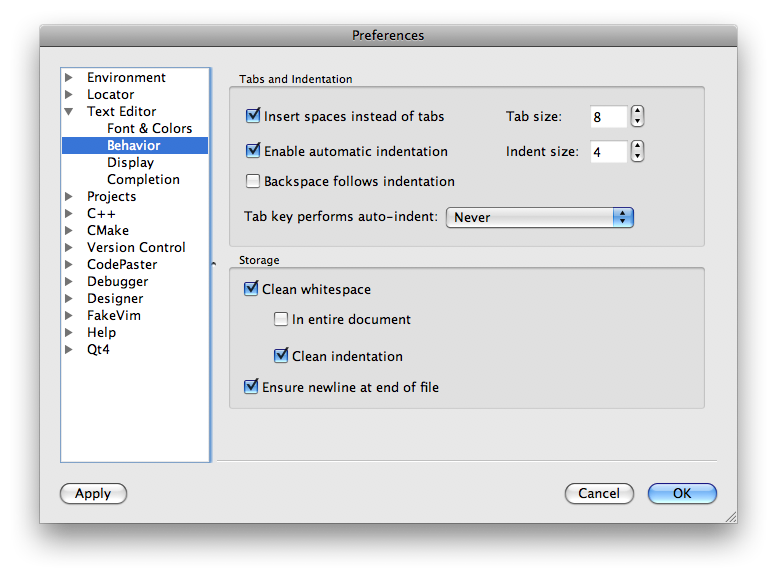 Preferences
Environment
Locator
Text Editor
Font & Colors
Behavior
Display
Completion
Projects
C++
CMake
Version Control
CodePaster
Debugger
Designer
FakeVim
Help
Qt4
Tabs and Indentation
Insert spaces instead of tabs
Tab size: 8
Enable automatic indentation
Indent size: 4
Backspace follows indentation
Tab key performs auto-indent: Never
Storage
Clean whitespace
In entire document
Clean indentation
Ensure newline at end of file
Apply
Cancel
OK